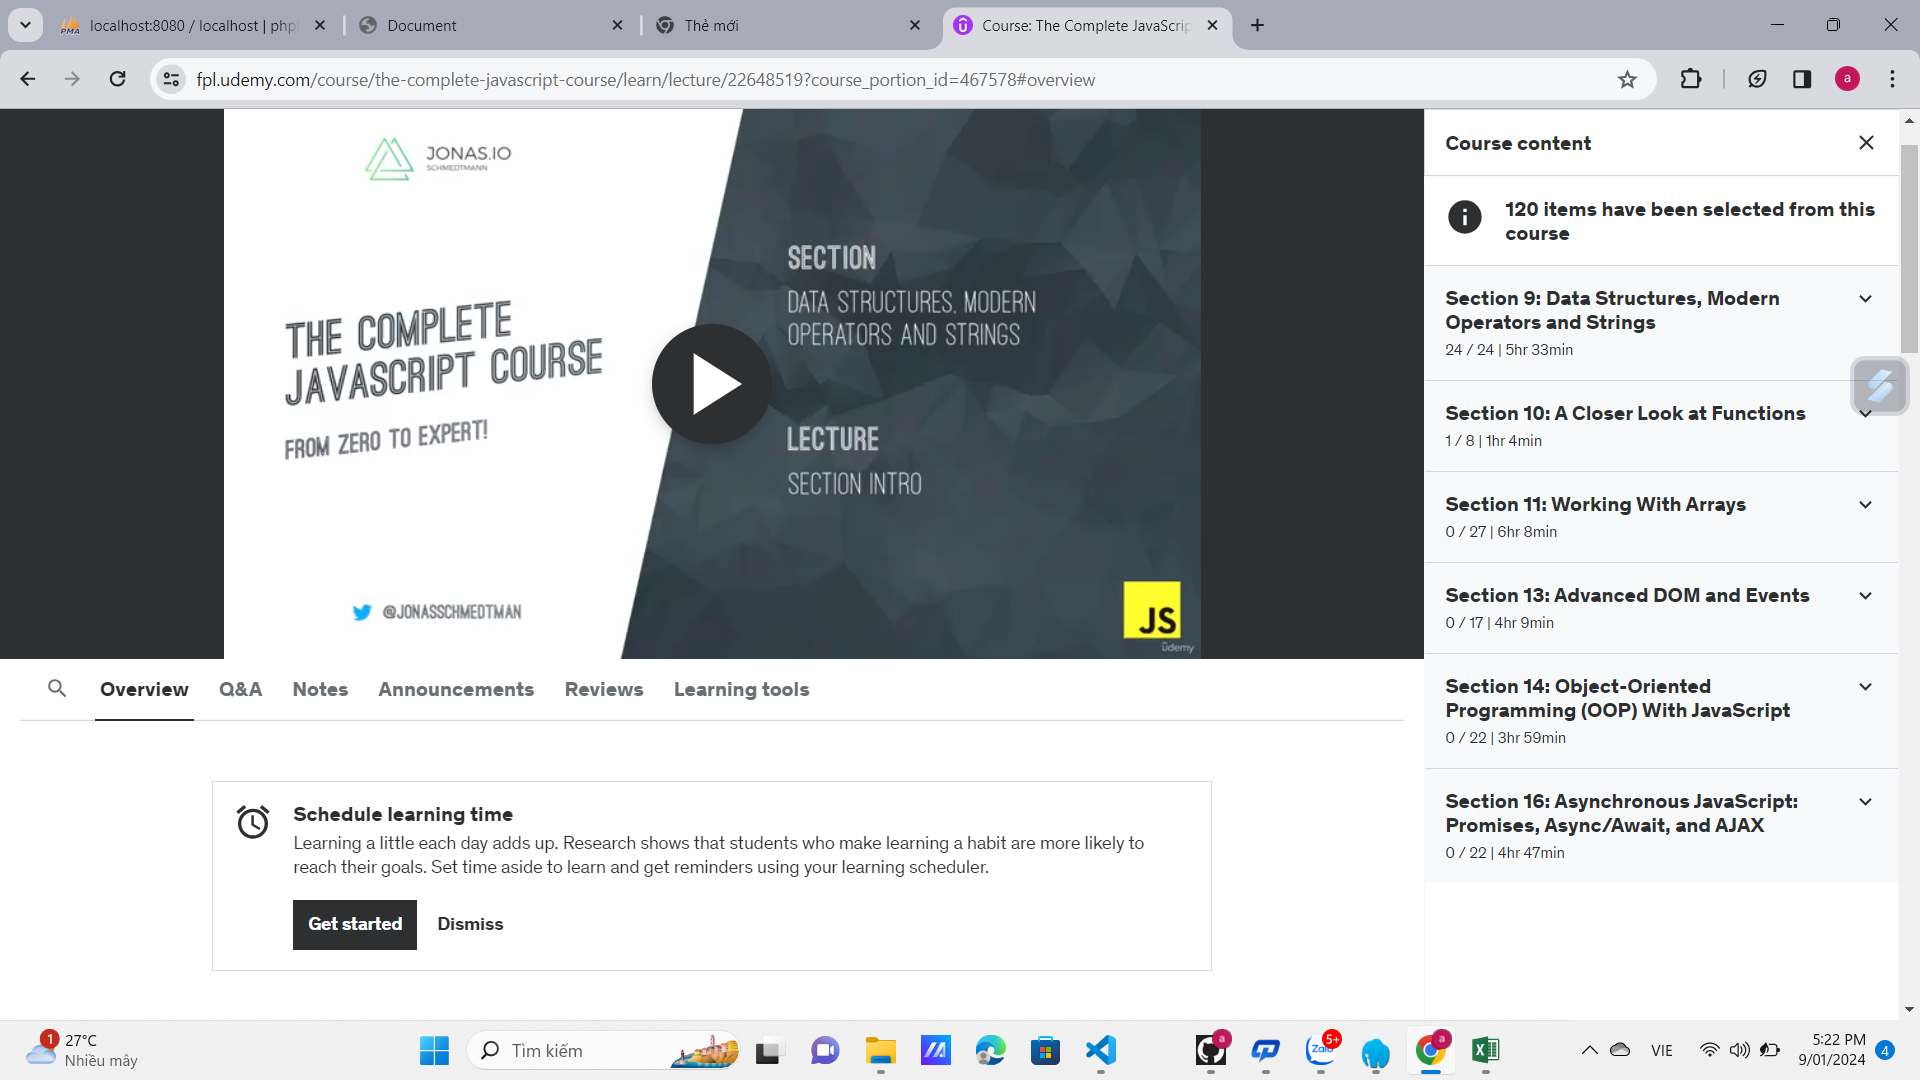 localhost:8080 / localhost | php
Document
Thẻ mới
Course: The Complete JavaScrip
fpl.udemy.com/course/the-complete-javascript-course/learn/lecture/22648519?course_portion_id=467578#overview
a
JONAS.IO
SCHMEDTMANN
THE COMPLETE
JAVASCRIPT COURSE
FROM ZERO TO EXPERT!
@JONASSCHMEDTMAN
SECTION
DATA STRUCTURES, MODERN
OPERATORS AND STRINGS
LECTURE
SECTION INTRO
JS
udemy
Course content
120 items have been selected from this
course
Section 9: Data Structures, Modern
Operators and Strings
24 / 24 | 5hr 33min
Section 10: A Closer Look at Functions
1 / 8 | 1hr 4min
Section 11: Working With Arrays
0 / 27 | 6hr 8min
Section 13: Advanced DOM and Events
0 / 17 | 4hr 9min
Section 14: Object-Oriented
Programming (OOP) With JavaScript
0 / 22 | 3hr 59min
Section 16: Asynchronous JavaScript:
Promises, Async/Await, and AJAX
0 / 22 | 4hr 47min
Overview
Q&A
Notes
Announcements
Reviews
Learning tools
Schedule learning time
Learning a little each day adds up. Research shows that students who make learning a habit are more likely to
reach their goals. Set time aside to learn and get reminders using your learning scheduler.
Get started
Dismiss
1
27°C
Nhiều mây
Tìm kiếm
a
Zalo
5+
a
VIE
5:22 PM
9/01/2024
4